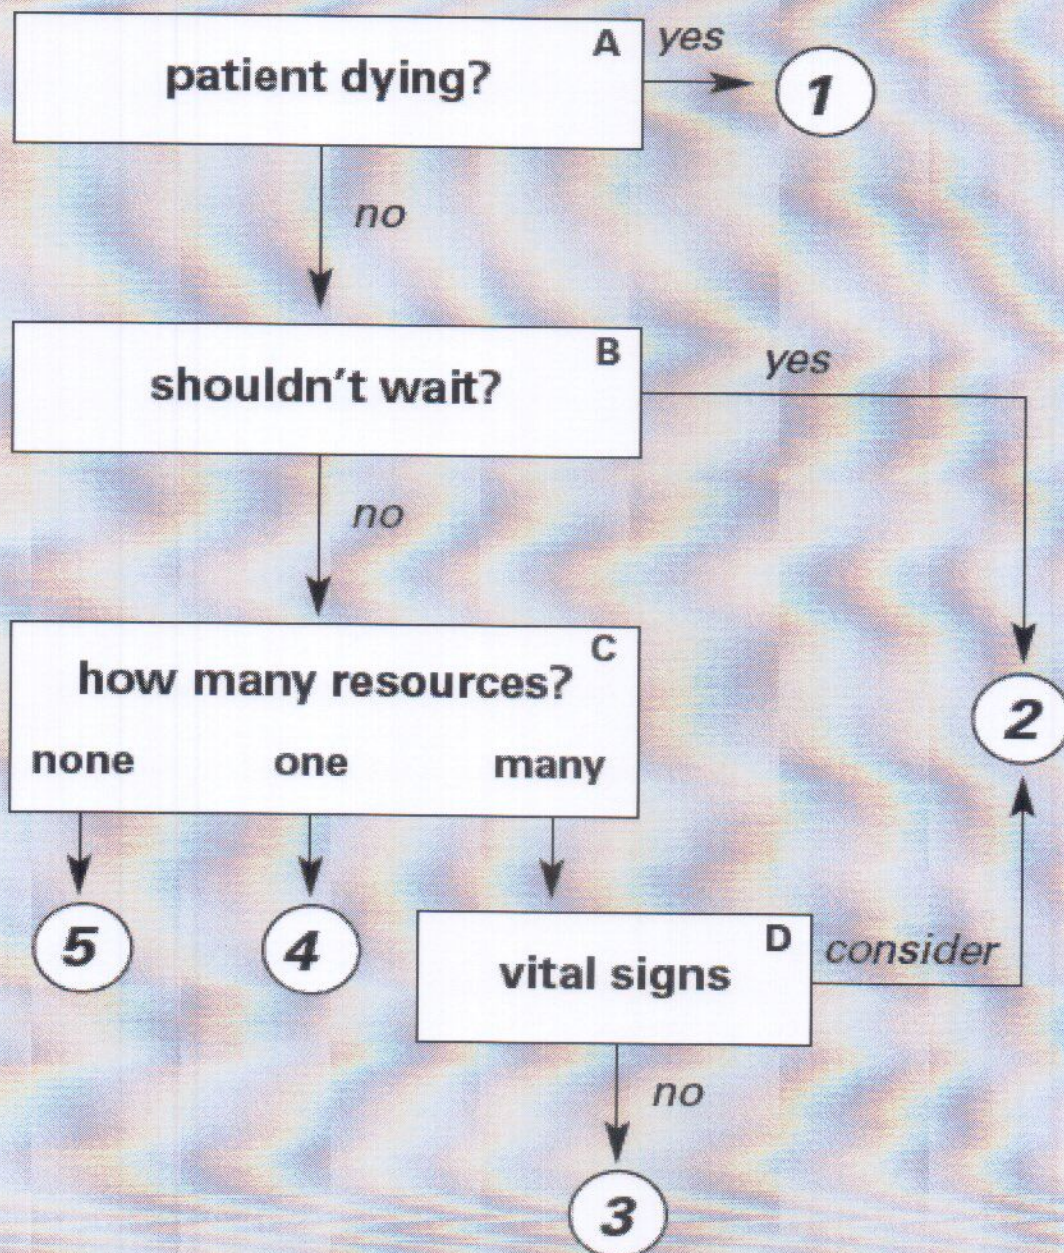 A
yes
patient dying?
1
no
B
yes
shouldn't wait?
no
C
how many resources?
none one many
2
5
4
D
vital signs
consider
no
3